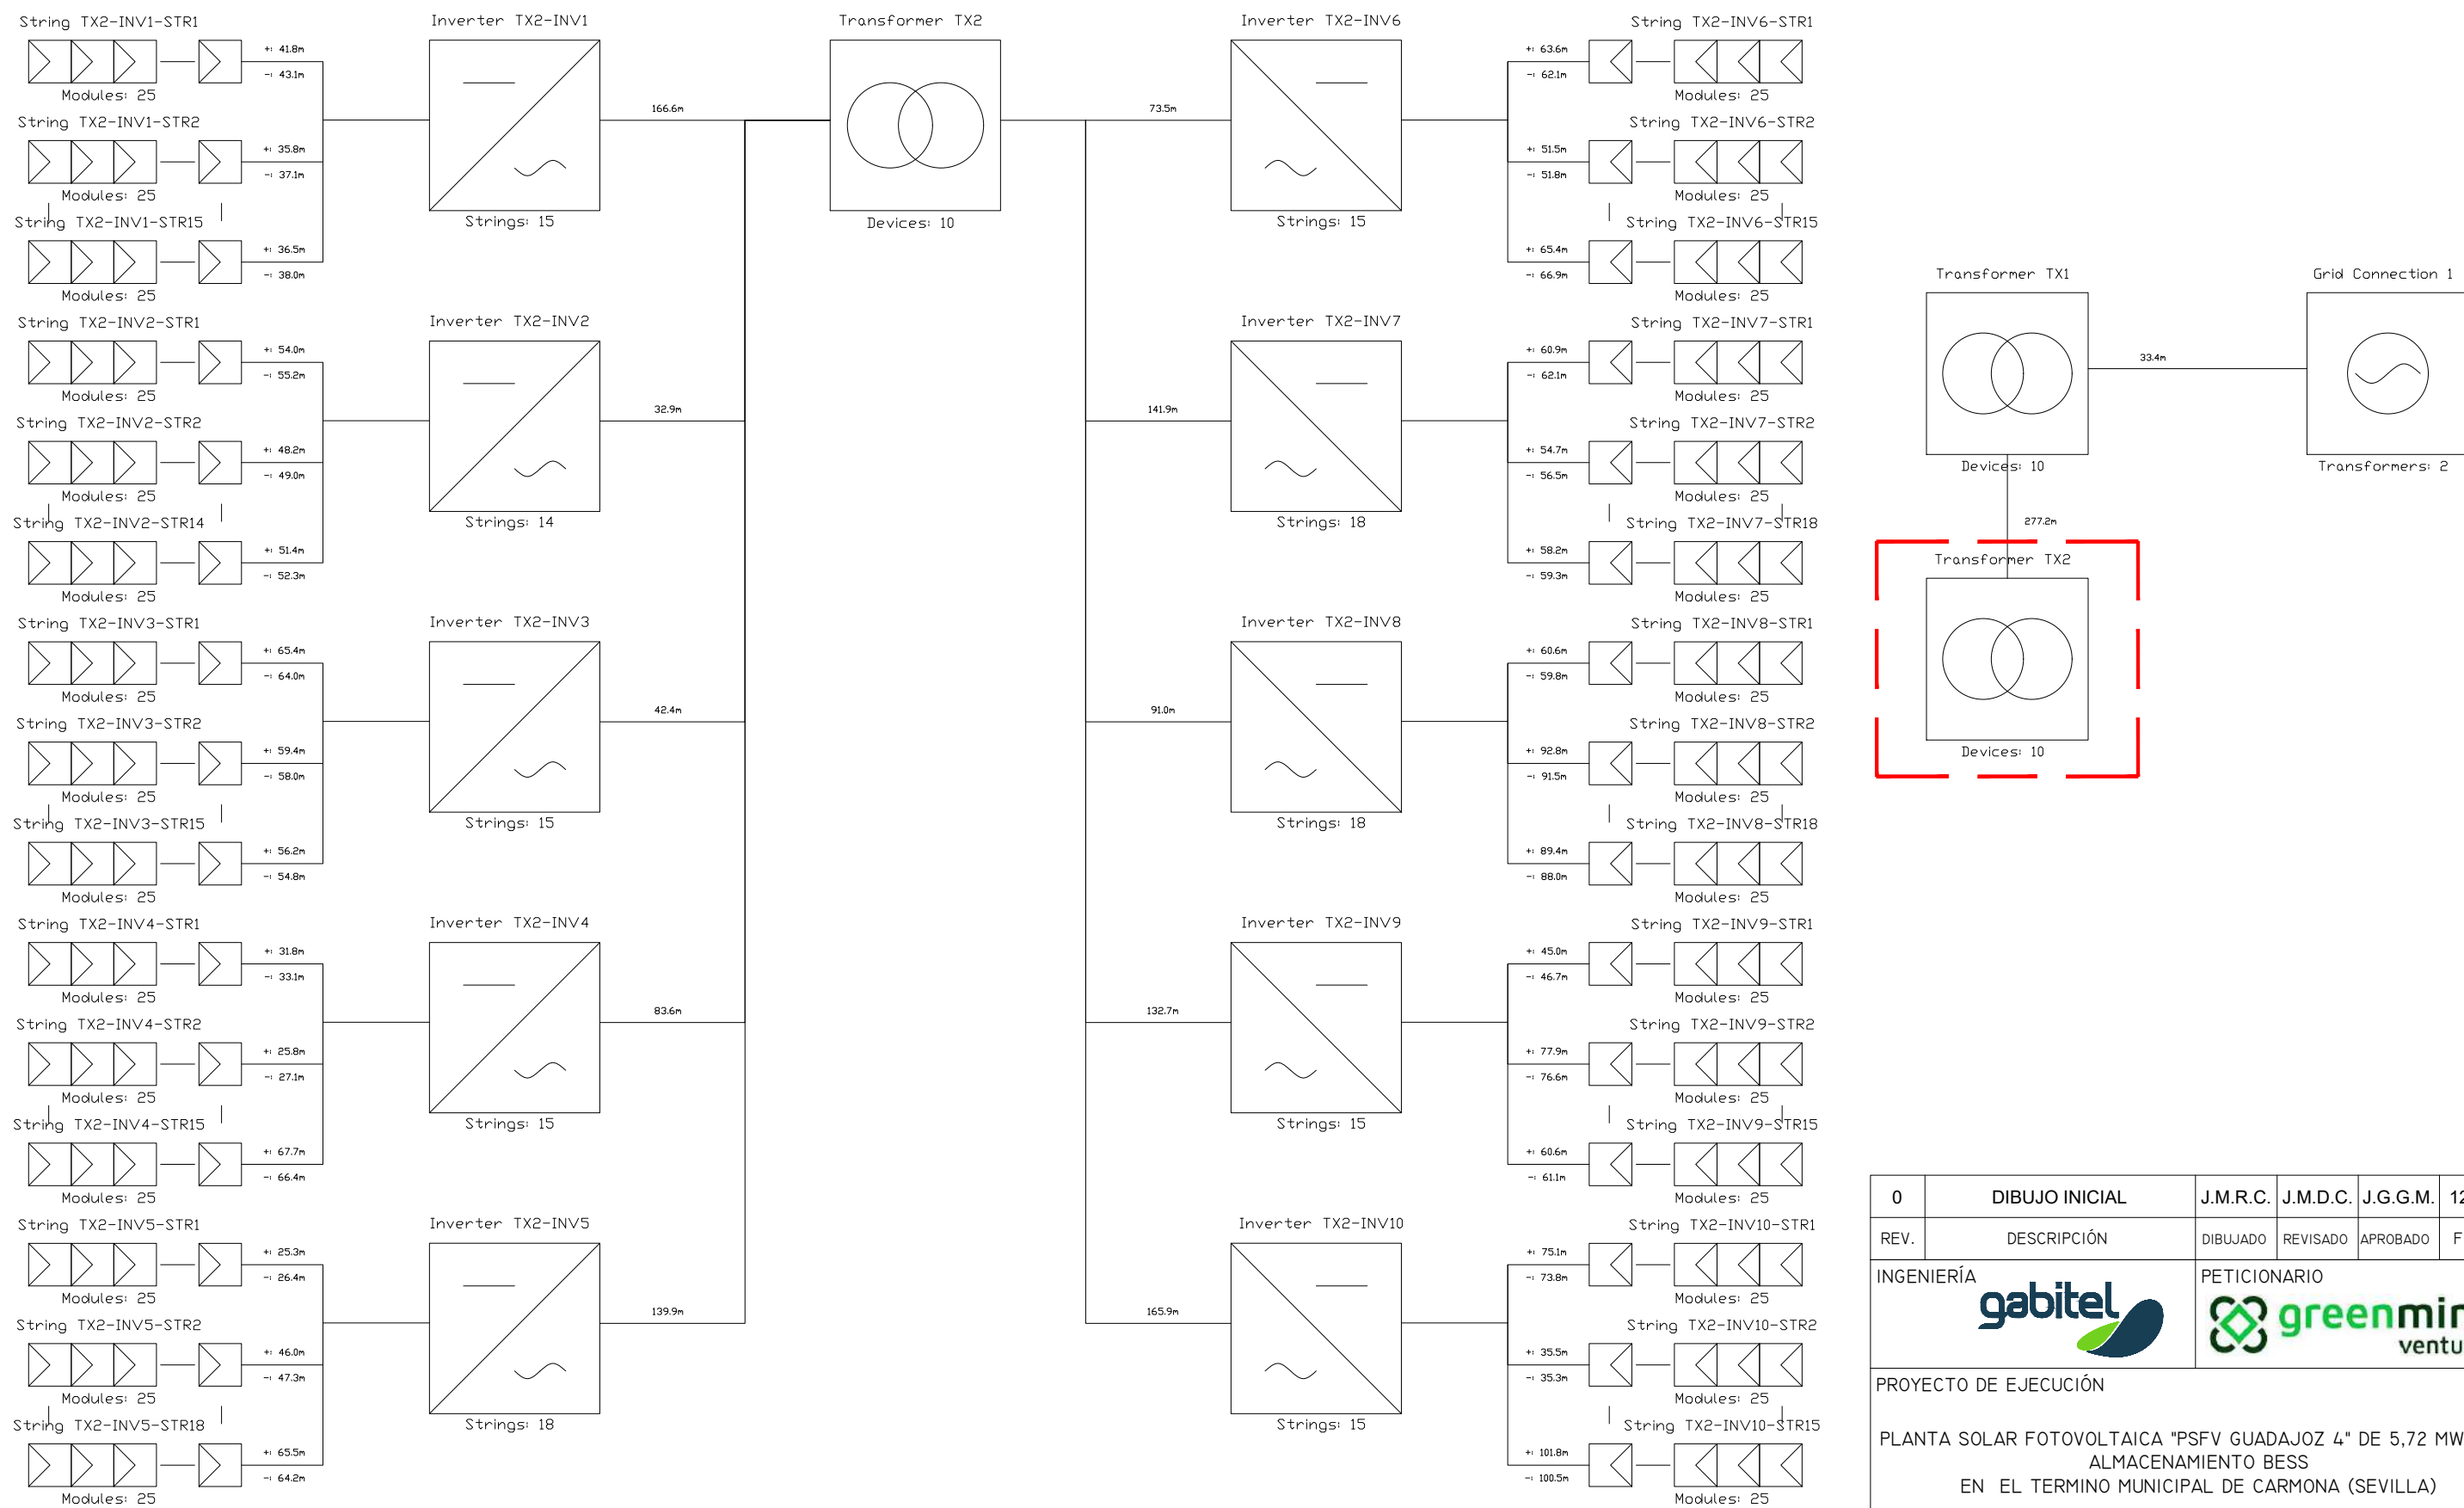 String TX2-INV1-STR1
+: 41.8m
-: 43.1m
Modules: 25
String TX2-INV1-STR2
+: 35.8m
-: 37.1m
Modules: 25
String TX2-INV1-STR15
+: 36.5m
-: 38.0m
Modules: 25
Inverter TX2-INV1
Strings: 15
166.6m
String TX2-INV2-STR1
+: 54.0m
-: 55.2m
Modules: 25
String TX2-INV2-STR2
+: 48.2m
-: 49.0m
Modules: 25
String TX2-INV2-STR14
+: 51.4m
-: 52.3m
Modules: 25
Inverter TX2-INV2
Strings: 14
32.9m
String TX2-INV3-STR1
+: 65.4m
-: 64.0m
Modules: 25
String TX2-INV3-STR2
+: 59.4m
-: 58.0m
Modules: 25
String TX2-INV3-STR15
+: 56.2m
-: 54.8m
Modules: 25
Inverter TX2-INV3
Strings: 15
42.4m
String TX2-INV4-STR1
+: 31.8m
-: 33.1m
Modules: 25
String TX2-INV4-STR2
+: 25.8m
-: 27.1m
Modules: 25
String TX2-INV4-STR15
+: 67.7m
-: 66.4m
Modules: 25
Inverter TX2-INV4
Strings: 15
83.6m
String TX2-INV5-STR1
+: 25.3m
-: 26.4m
Modules: 25
String TX2-INV5-STR2
+: 46.0m
-: 47.3m
Modules: 25
String TX2-INV5-STR18
+: 65.5m
-: 64.2m
Modules: 25
Inverter TX2-INV5
Strings: 18
139.9m
Transformer TX2
Devices: 10
73.5m
Inverter TX2-INV6
Strings: 15
String TX2-INV6-STR1
+: 63.6m
-: 62.1m
Modules: 25
String TX2-INV6-STR2
+: 51.5m
-: 51.8m
Modules: 25
String TX2-INV6-STR15
+: 65.4m
-: 66.9m
Modules: 25
141.9m
Inverter TX2-INV7
Strings: 18
String TX2-INV7-STR1
+: 60.9m
-: 62.1m
Modules: 25
String TX2-INV7-STR2
+: 54.7m
-: 56.5m
Modules: 25
String TX2-INV7-STR18
+: 58.2m
-: 59.3m
Modules: 25
91.0m
Inverter TX2-INV8
Strings: 18
String TX2-INV8-STR1
+: 60.6m
-: 59.8m
Modules: 25
String TX2-INV8-STR2
+: 92.8m
-: 91.5m
Modules: 25
String TX2-INV8-STR18
+: 89.4m
-: 88.0m
Modules: 25
132.7m
Inverter TX2-INV9
Strings: 15
String TX2-INV9-STR1
+: 45.0m
-: 46.7m
Modules: 25
String TX2-INV9-STR2
+: 77.9m
-: 76.6m
Modules: 25
String TX2-INV9-STR15
+: 60.6m
-: 61.1m
Modules: 25
165.9m
Inverter TX2-INV10
Strings: 15
String TX2-INV10-STR1
+: 75.1m
-: 73.8m
Modules: 25
String TX2-INV10-STR2
+: 35.5m
-: 35.3m
Modules: 25
String TX2-INV10-STR15
+: 101.8m
-: 100.5m
Modules: 25
Transformer TX1
Devices: 10
33.4m
Grid Connection 1
Transformers: 2
277.2m
Transformer TX2
Devices: 10
0 DIBUJO INICIAL J.M.R.C. J.M.D.C. J.G.G.M. 12
REV. DESCRIPCIÓN DIBUJADO REVISADO APROBADO F
INGENIERÍA
gabitel
PETICIONARIO
greenmin
ventu
PROYECTO DE EJECUCIÓN
PLANTA SOLAR FOTOVOLTAICA "PSFV GUADAJOZ 4" DE 5,72 MW
ALMACENAMIENTO BESS
EN EL TERMINO MUNICIPAL DE CARMONA (SEVILLA)